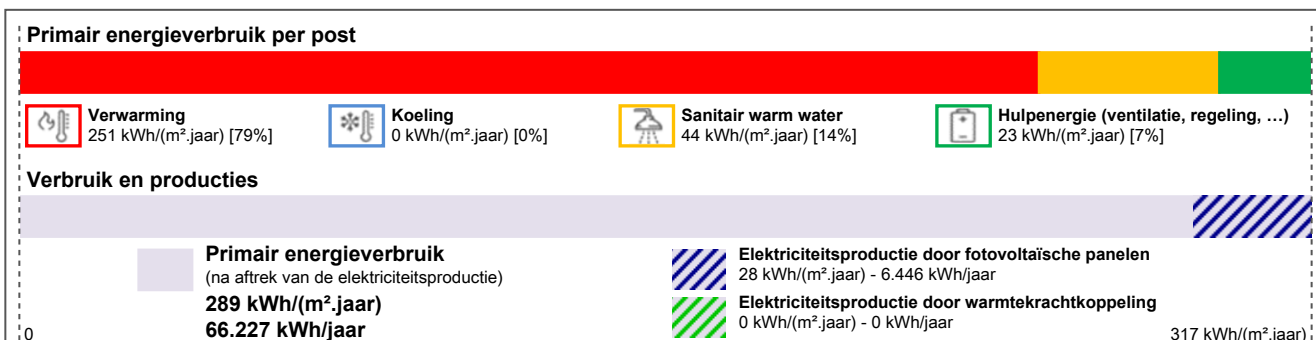 Primair energieverbruik per post
Verwarming
251 kWh/(m².jaar) [79%]
Koeling
0 kWh/(m².jaar) [0%]
Sanitair warm water
44 kWh/(m².jaar) [14%]
Hulpenergie (ventilatie, regeling, …)
23 kWh/(m².jaar) [7%]
Verbruik en producties
Primair energieverbruik
(na aftrek van de elektriciteitsproductie)
289 kWh/(m².jaar)
66.227 kWh/jaar
Elektriciteitsproductie door fotovoltaïsche panelen
28 kWh/(m².jaar) - 6.446 kWh/jaar
Elektriciteitsproductie door warmtekrachtkoppeling
0 kWh/(m².jaar) - 0 kWh/jaar
0
317 kWh/(m².jaar)